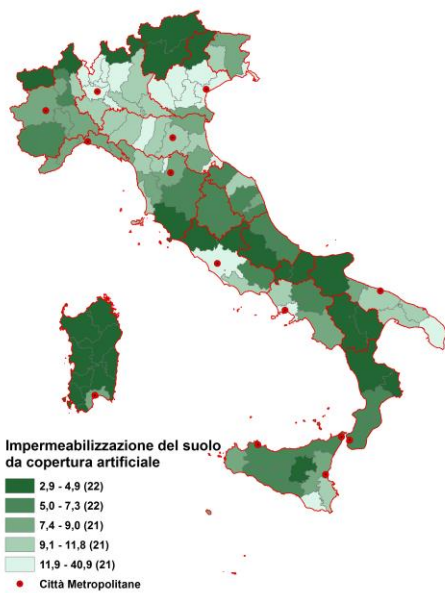 Impermeabilizzazione del suolo
da copertura artificiale
2,9 - 4,9 (22)
5,0 - 7,3 (22)
7,4 - 9,0 (21)
9,1 - 11,8 (21)
11,9 - 40,9 (21)
Città Metropolitane